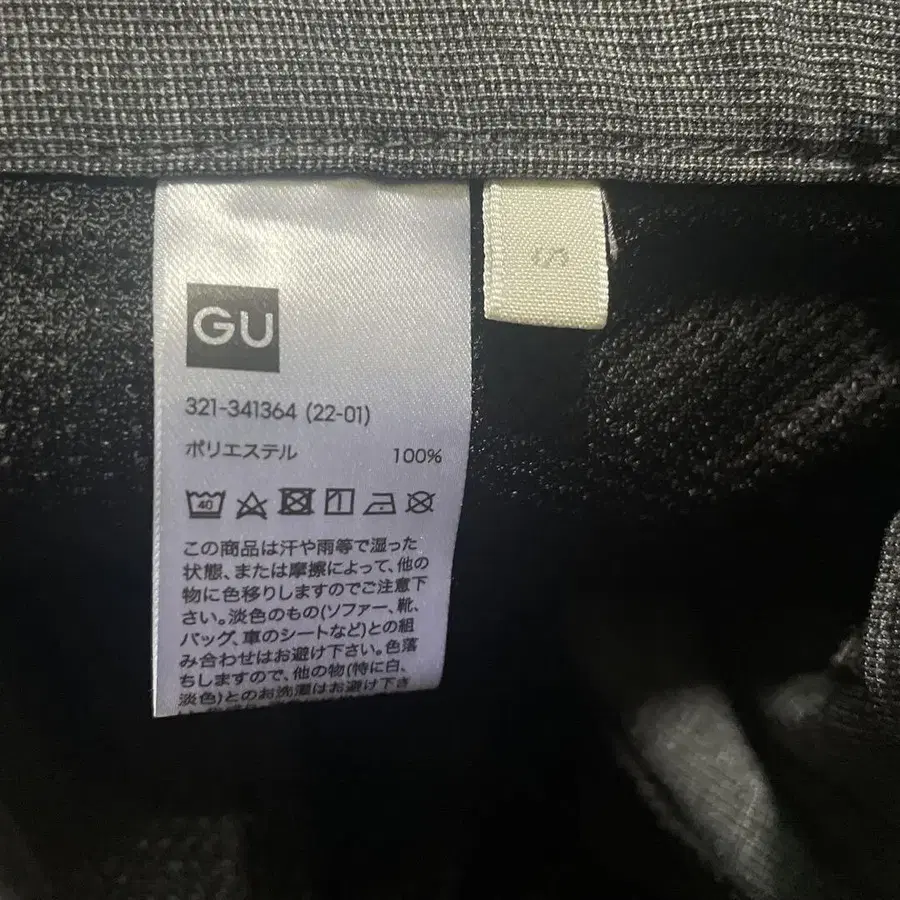 GU
321-341364 (22-01)
ポリエステル 100%
40
この商品は汗や雨等で湿った
状態、または摩擦によって、他の
物に色移りしますのでご注意下
さい。淡色のもの(ソファー、靴、
バッグ、車のシートなど)との組
み合わせはお避け下さい。色落
ちしますので、他の物(特に白、
淡色)とのお洗濯はお避け下さ
S